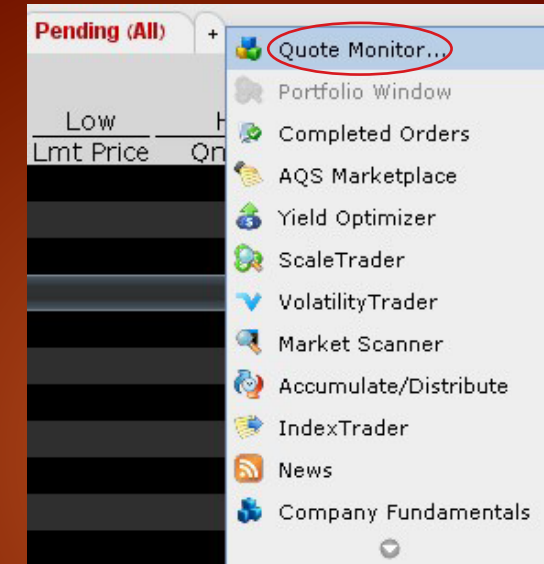 Pending (All) +
Quote Monitor...
Portfolio Window
Low H
Completed Orders
Lmt Price Qn
AQS Marketplace
Yield Optimizer
ScaleTrader
VolatilityTrader
Market Scanner
Accumulate/Distribute
IndexTrader
News
Company Fundamentals